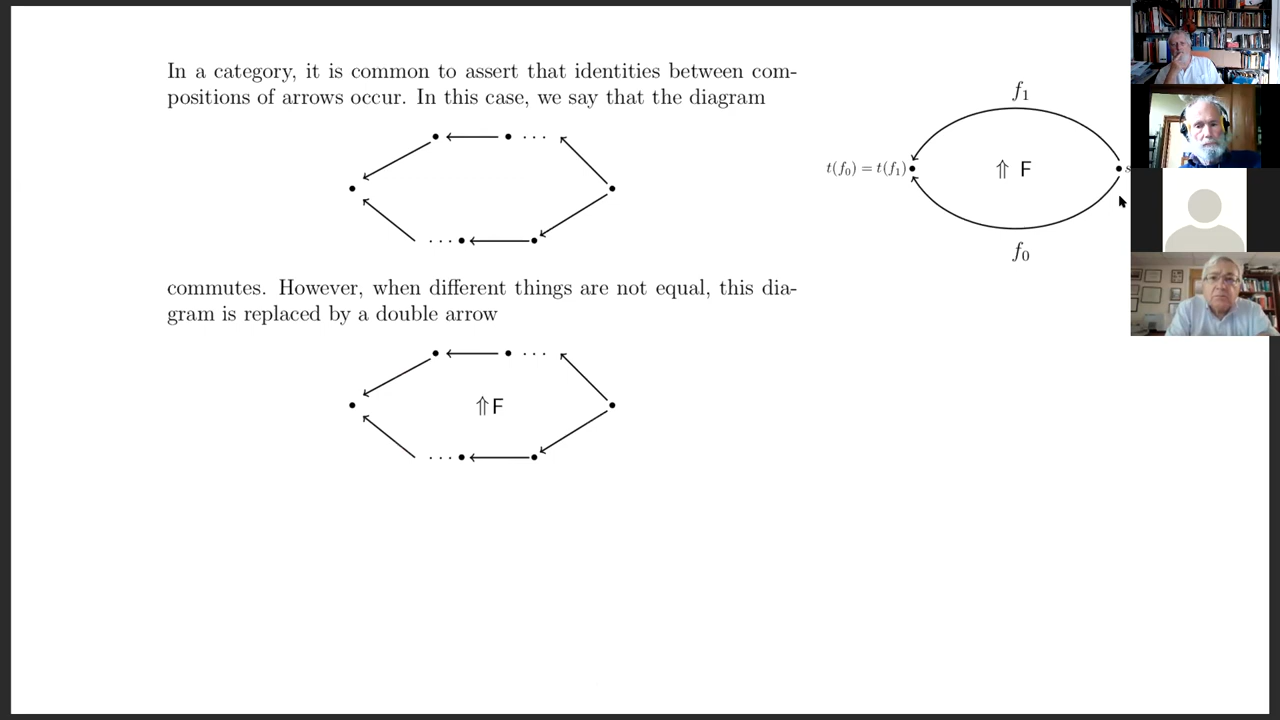 In a category, it is common to assert that identities between com-
positions of arrows occur. In this case, we say that the diagram
commutes. However, when different things are not equal, this dia-
gram is replaced by a double arrow
⇑F
f₁
t(f₀) = t(f₁)
⇑ F
f₀